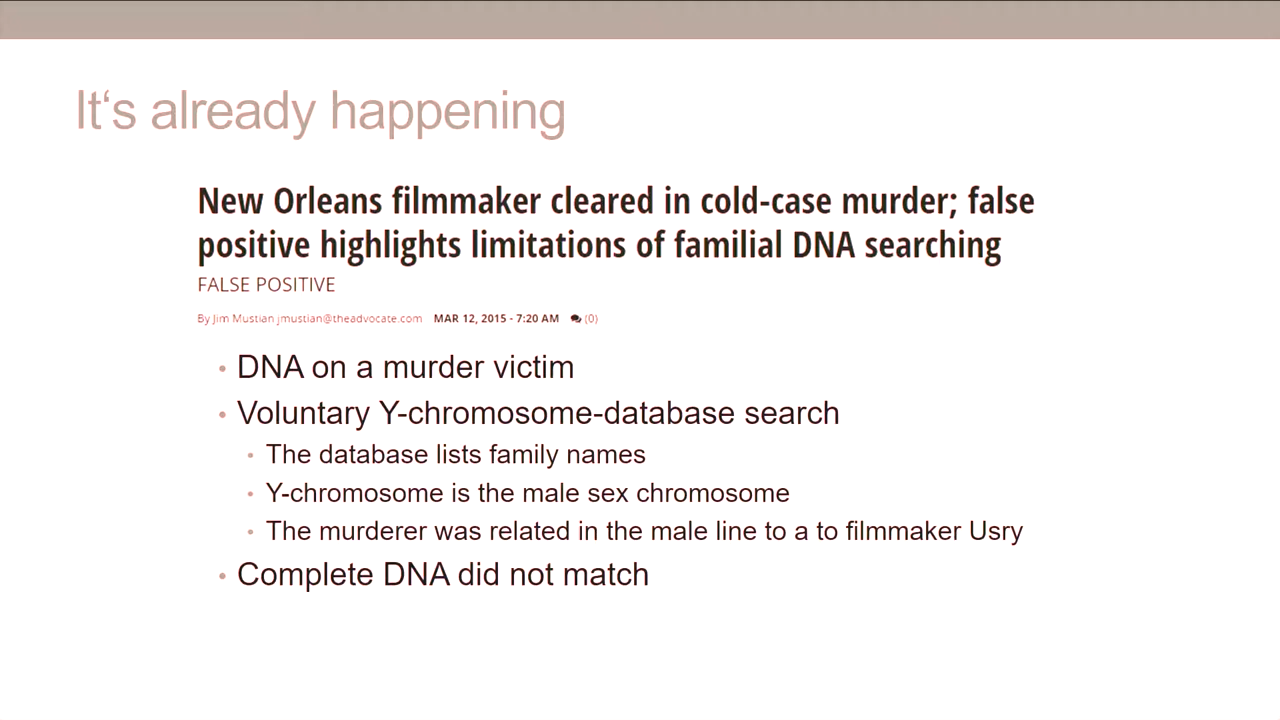 It‘s already happening
New Orleans filmmaker cleared in cold-case murder; false
positive highlights limitations of familial DNA searching
FALSE POSITIVE
By Jim Mustian jmustian@theadvocate.com MAR 12, 2015 - 7:20 AM (0)
• DNA on a murder victim
• Voluntary Y-chromosome-database search
• The database lists family names
• Y-chromosome is the male sex chromosome
• The murderer was related in the male line to a to filmmaker Usry
• Complete DNA did not match